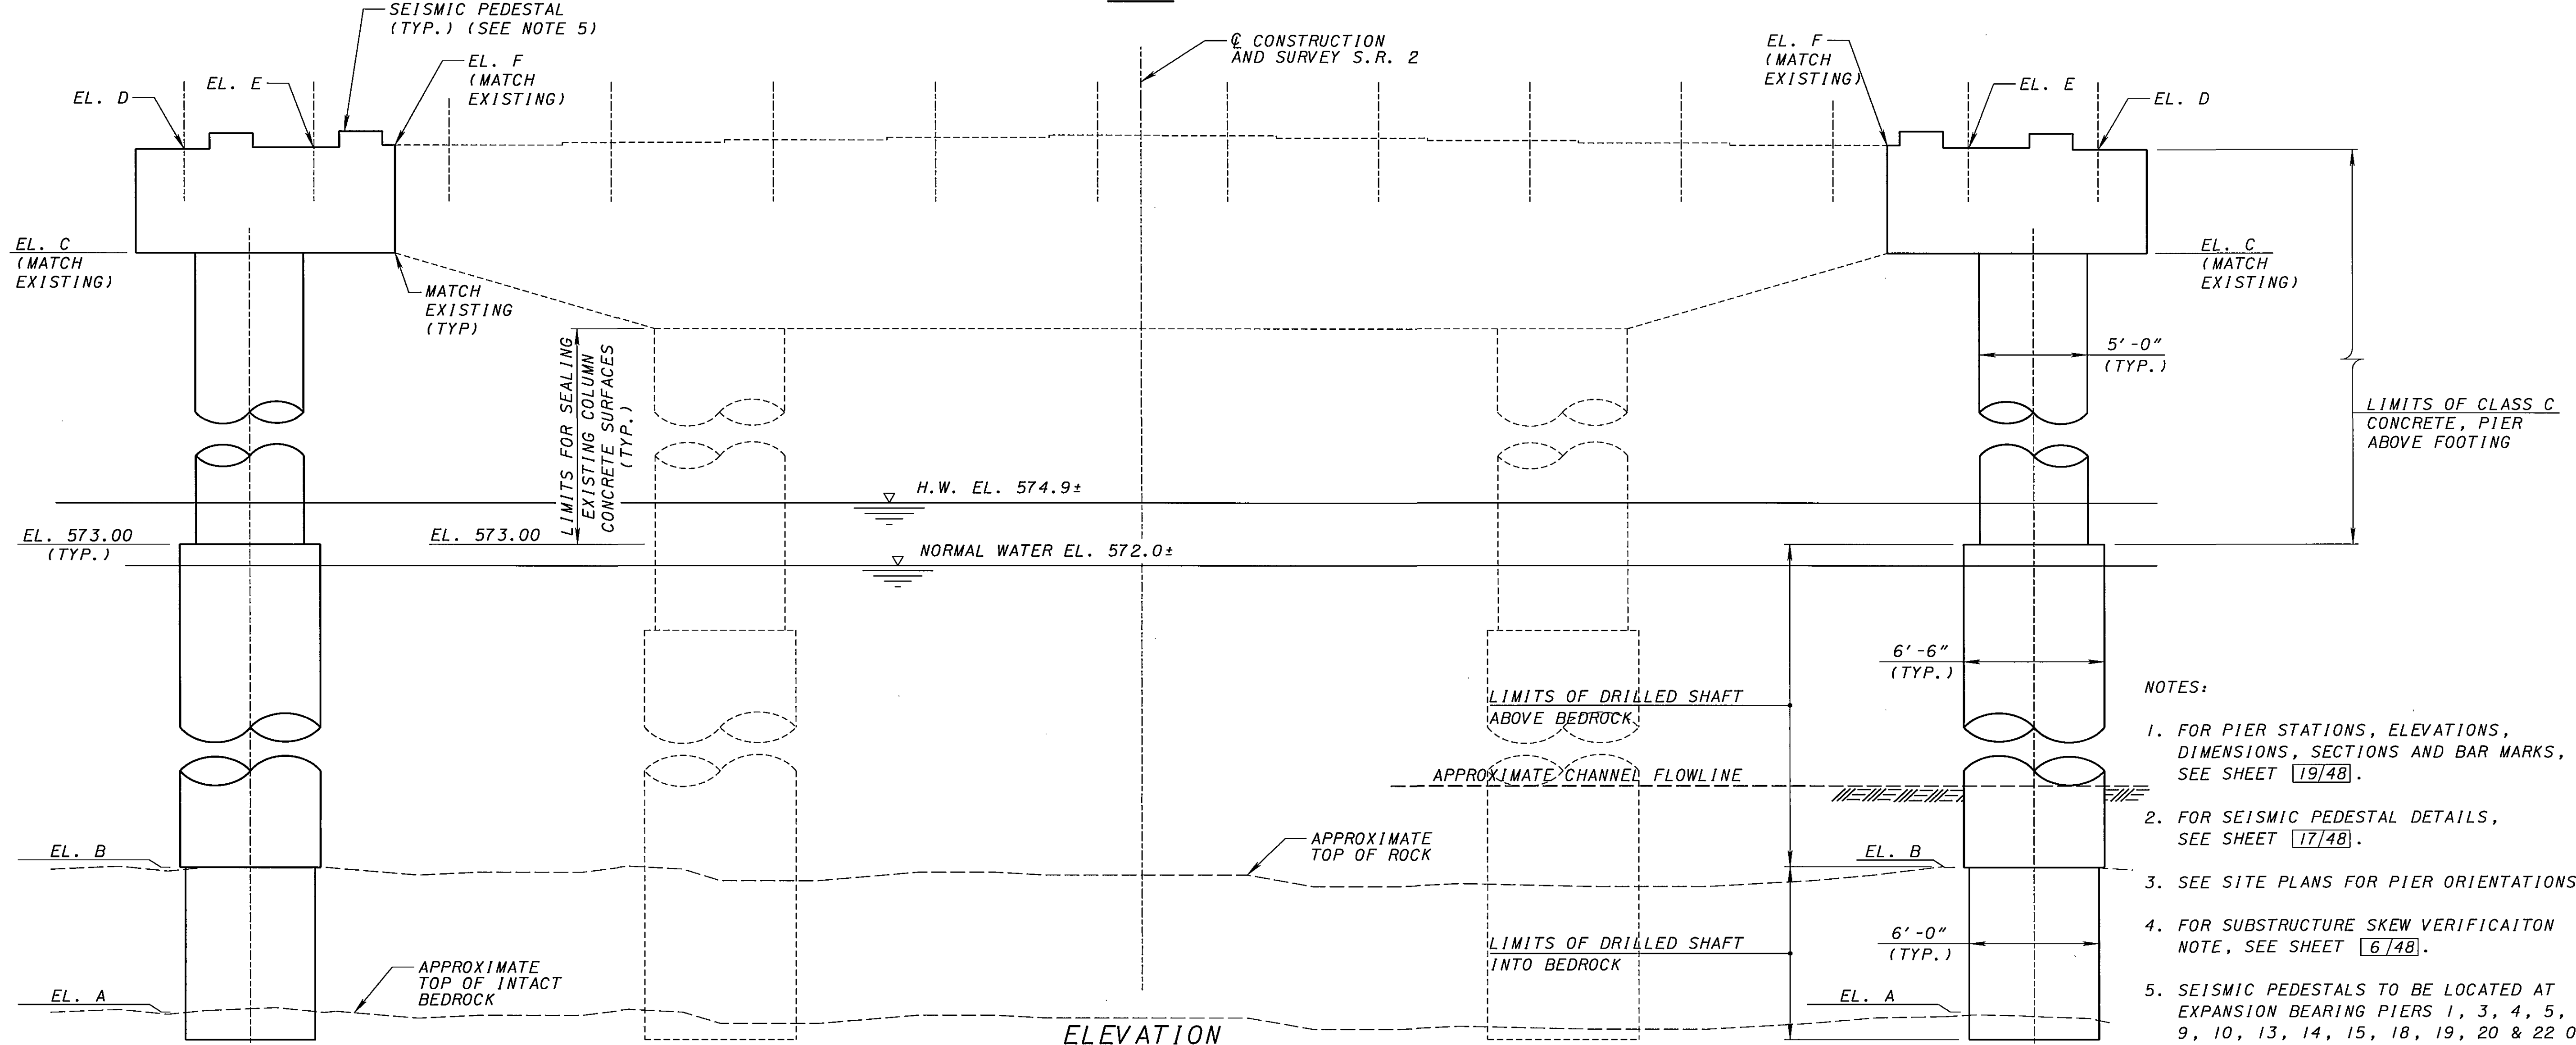 SEISMIC PEDESTAL
(TYP.) (SEE NOTE 5)
EL. F
(MATCH
EXISTING)
EL. E
EL. D
℄ CONSTRUCTION
AND SURVEY S.R. 2
EL. F
(MATCH
EXISTING)
EL. E
EL. D
EL. C
(MATCH
EXISTING)
MATCH
EXISTING
(TYP)
EL. C
(MATCH
EXISTING)
LIMITS FOR SEALING
EXISTING COLUMN
CONCRETE SURFACES
(TYP.)
5'-0"
(TYP.)
LIMITS OF CLASS C
CONCRETE, PIER
ABOVE FOOTING
H.W. EL. 574.9±
EL. 573.00
(TYP.)
EL. 573.00
NORMAL WATER EL. 572.0±
6'-6"
(TYP.)
LIMITS OF DRILLED SHAFT
ABOVE BEDROCK
APPROXIMATE CHANNEL FLOWLINE
EL. B
APPROXIMATE
TOP OF ROCK
EL. B
LIMITS OF DRILLED SHAFT
INTO BEDROCK
6'-0"
(TYP.)
EL. A
APPROXIMATE
TOP OF INTACT
BEDROCK
EL. A
ELEVATION
NOTES:
1. FOR PIER STATIONS, ELEVATIONS,
DIMENSIONS, SECTIONS AND BAR MARKS,
SEE SHEET 19/48.
2. FOR SEISMIC PEDESTAL DETAILS,
SEE SHEET 17/48.
3. SEE SITE PLANS FOR PIER ORIENTATIONS
4. FOR SUBSTRUCTURE SKEW VERIFICAITON
NOTE, SEE SHEET 6/48.
5. SEISMIC PEDESTALS TO BE LOCATED AT
EXPANSION BEARING PIERS 1, 3, 4, 5,
9, 10, 13, 14, 15, 18, 19, 20 & 22